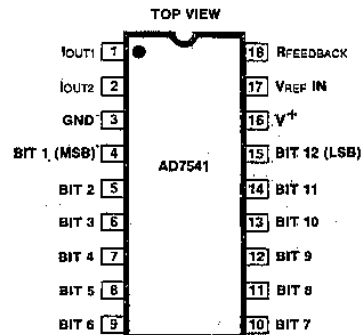 TOP VIEW
IOUT1 1 18 RFEEDBACK
IOUT2 2 17 VREF IN
GND 3 16 V+
BIT 1 (MSB) 4 15 BIT 12 (LSB)
AD7541
BIT 2 5 14 BIT 11
BIT 3 6 13 BIT 10
BIT 4 7 12 BIT 9
BIT 5 8 11 BIT 8
BIT 6 9 10 BIT 7